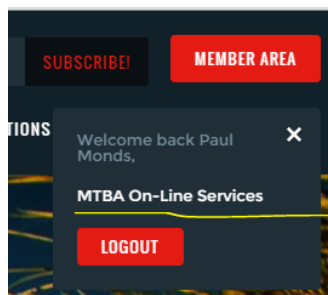 SUBSCRIBE!
MEMBER AREA
TIONS
Welcome back Paul
Monds,
×
MTBA On-Line Services
LOGOUT